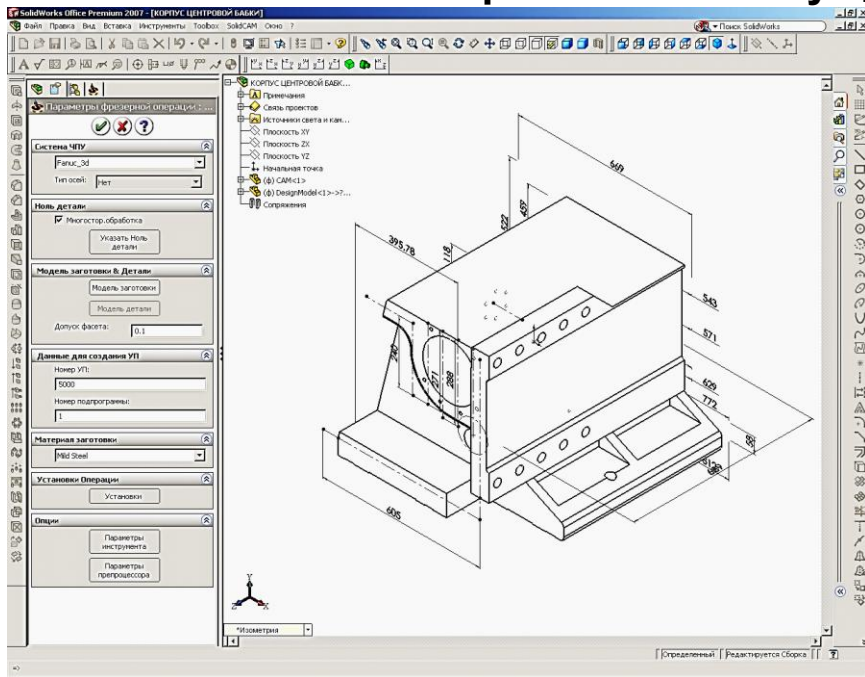 SolidWorks Office Premium 2007 - [КОРПУС ЦЕНТРОВОЙ БАБКИ]
Файл Правка Вид Вставка Инструменты Toolbox SolidCAM Окно ?
Поиск SolidWorks
Параметры фрезерной операции : ...
Система ЧПУ
Fanuc_3d
Тип осей: Нет
Ноль детали
Многостор.обработка
Указать Ноль
детали
Модель заготовки & Детали
Модель заготовки
Модель детали
Допуск фасета: 0.1
Данные для создания УП
Номер УП:
5000
Номер подпрограммы:
1
Материал заготовки
Mild Steel
Установки Операции
Установки
Опции
Параметры
инструмента
Параметры
препроцессора
КОРПУС ЦЕНТРОВОЙ БАБК...
Примечания
Связь проектов
Источники света и кам...
Плоскость XY
Плоскость ZX
Плоскость YZ
Начальная точка
(ф) CAM<1>
(ф) DesignModel<1>->?...
Сопряжения
669
522
459
118
395.78
543
571
240
271
288
609
772
58
605
*Изометрия
Определенный
Редактируется Сборка